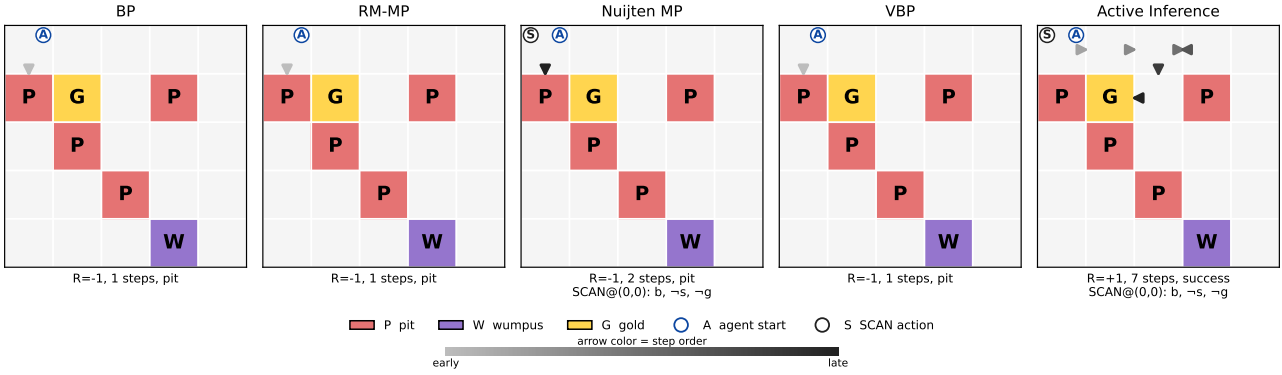 BP
RM-MP
Nuijten MP
VBP
Active Inference
A
A
S A
A
S A
P G P
P G P
P G P
P G P
P G P
P
P
P
P
P
P
P
P
P
P
W
W
W
W
W
R=-1, 1 steps, pit
R=-1, 1 steps, pit
R=-1, 2 steps, pit
SCAN@(0,0): b, ¬s, ¬g
R=-1, 1 steps, pit
R=+1, 7 steps, success
SCAN@(0,0): b, ¬s, ¬g
P pit W wumpus G gold A agent start S SCAN action
arrow color = step order
early late